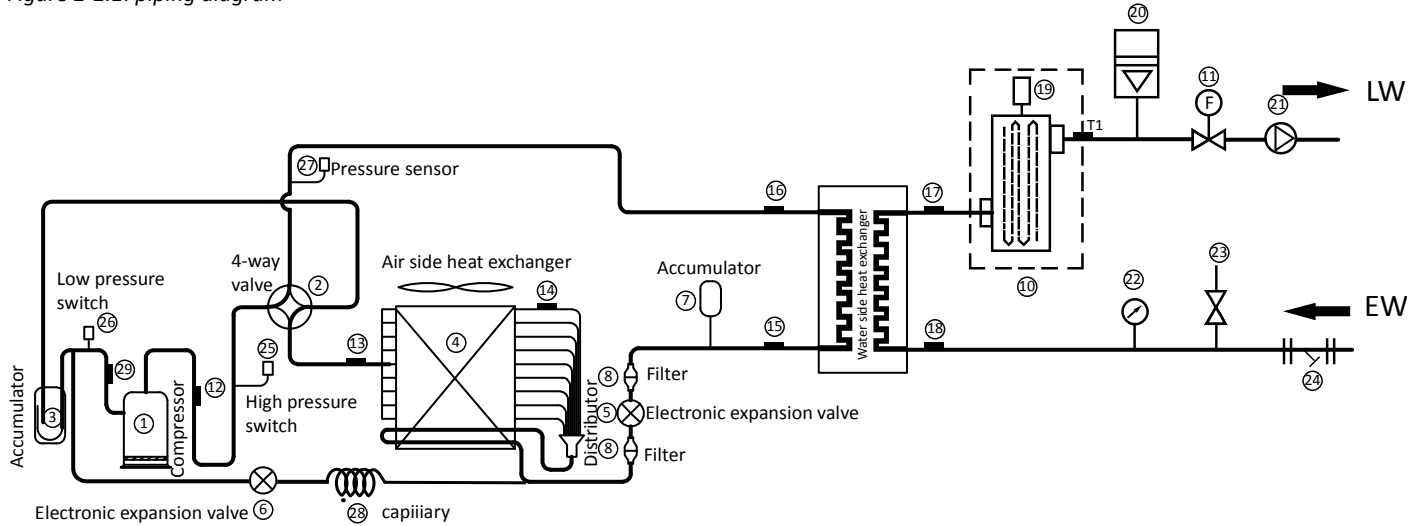 Figure 2-2.1: piping diagram
20
19
11
F
21
LW
T1
27
Pressure sensor
16
17
4-way
valve
2
Air side heat exchanger
Low pressure
switch
26
Accumulator
7
14
Water side heat exchanger
10
22
23
EW
13
15
18
25
4
29
12
8
Filter
24
Accumulator
3
1
Compressor
High pressure
switch
5
Electronic expansion valve
Distributor
8
Filter
Electronic expansion valve
6
28
capiiiary